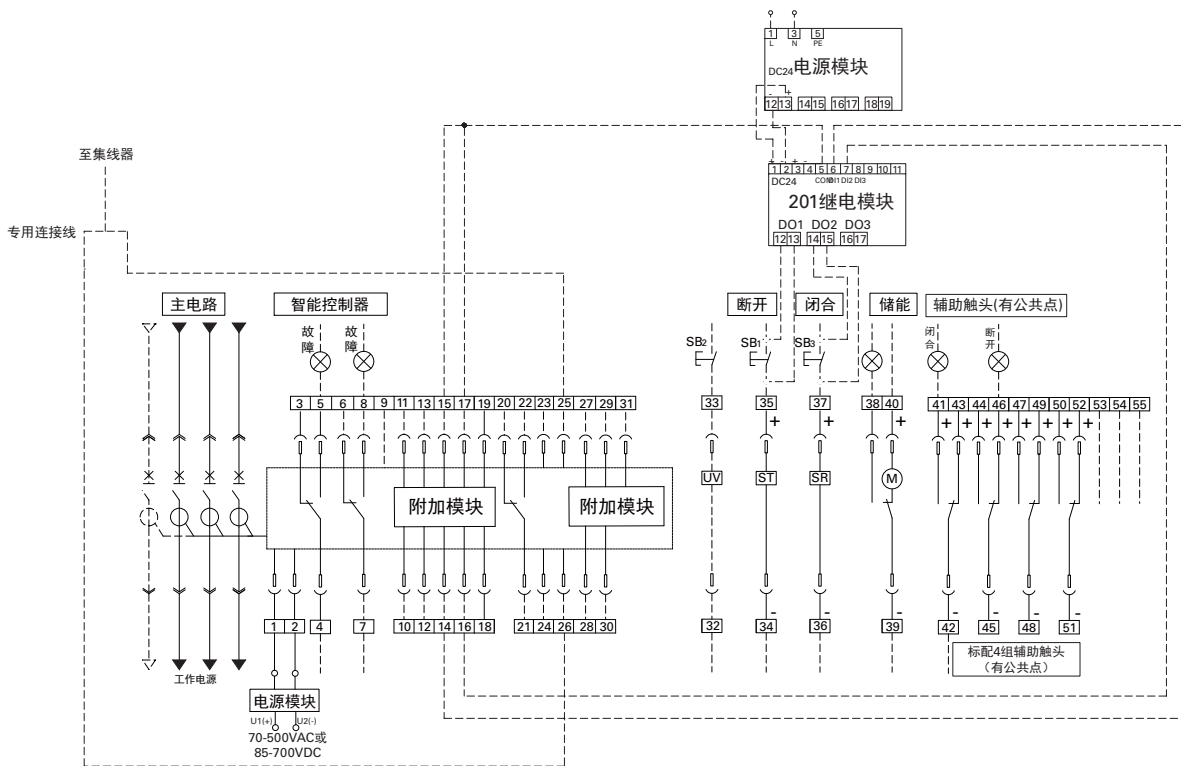 1 3 5
L N PE
电源模块
DC24
- +
12 13 14 15 16 17 18 19
至集线器
专用连接线
+ - + -
1 2 3 4 5 6 7 8 9 10 11
DC24 COM DI1 DI2 DI3
201继电模块
DO1 DO2 DO3
12 13 14 15 16 17
主电路 智能控制器 断开 闭合 储能 辅助触头(有公共点)
故障 故障 闭合 断开
SB2 SB1 SB3
3 5 6 8 9 11 13 15 17 19 20 22 23 25 27 29 31 33 35 37 38 40 41 43 44 46 47 49 50 52 53 54 55
+ + + + + + + + + + +
UV ST SR M
附加模块 附加模块
- - - - - - -
1 2 4 7 10 12 14 16 18 21 24 26 28 30 32 34 36 39 42 45 48 51
标配4组辅助触头
（有公共点）
工作电源
电源模块
U1(+) U2(-)
70-500VAC或
85-700VDC